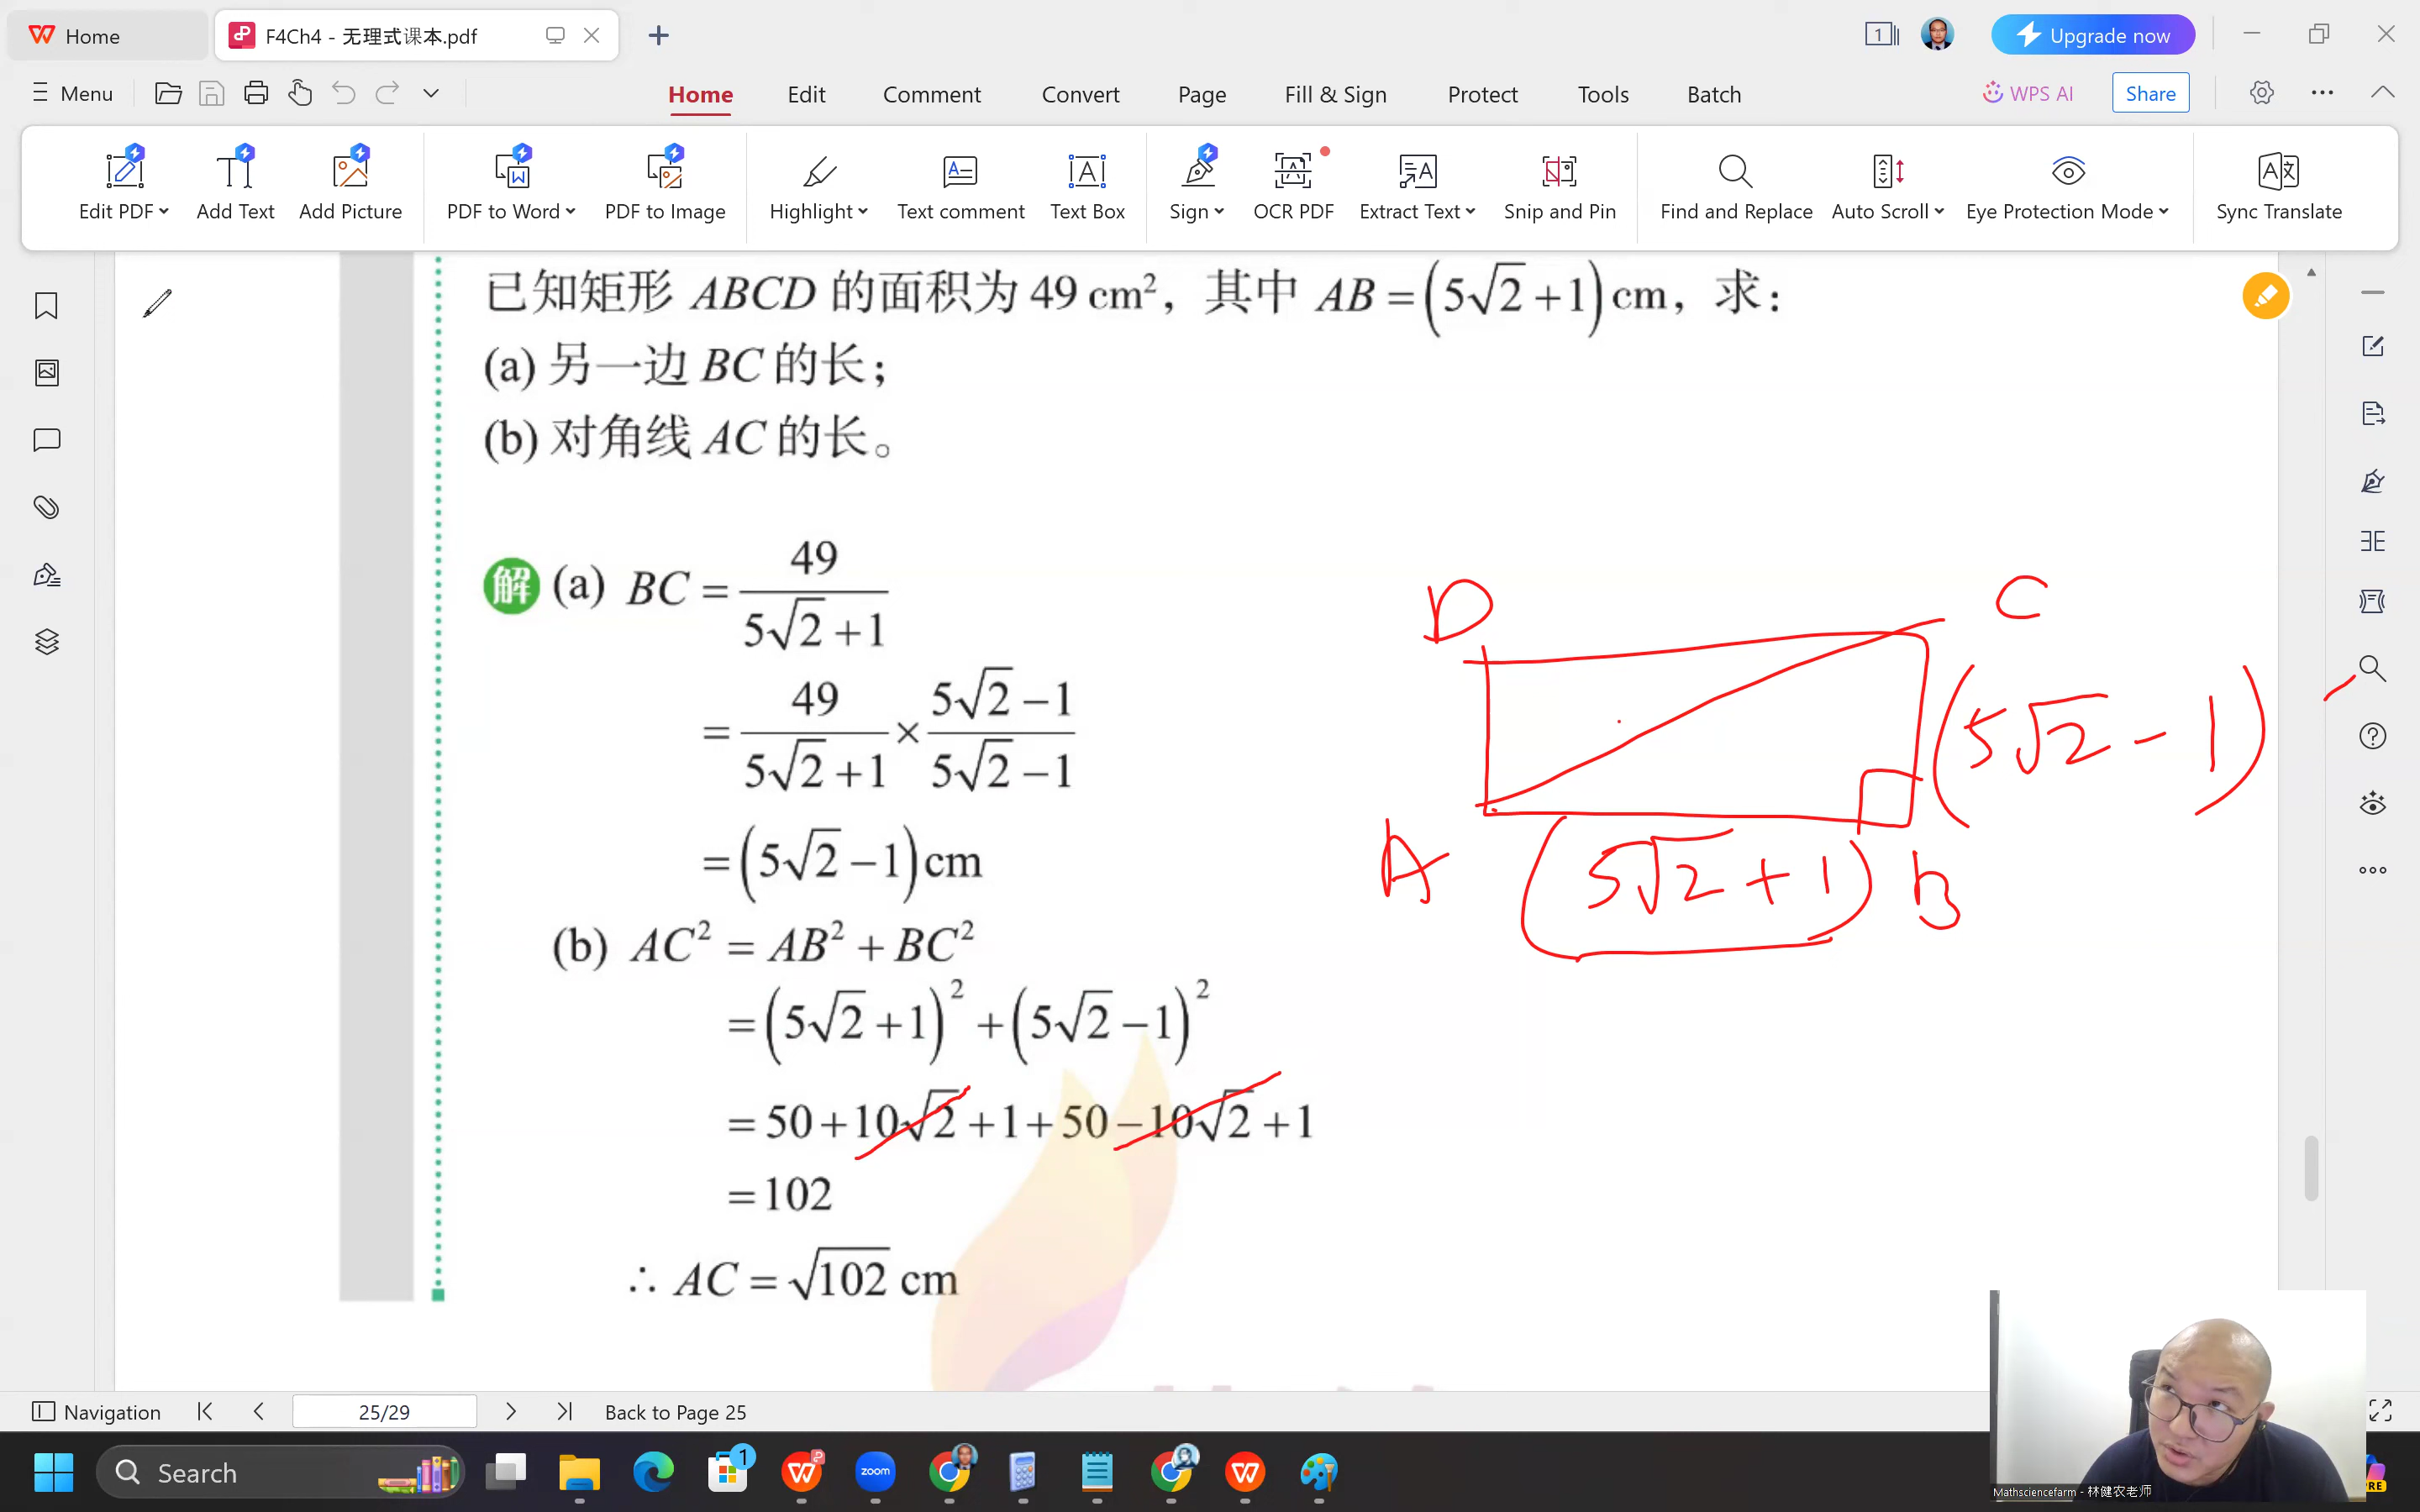 Home
F4Ch4 - 无理式课本.pdf
1
Upgrade now
Menu
Home Edit Comment Convert Page Fill & Sign Protect Tools Batch
WPS AI
Share
Edit PDF Add Text Add Picture PDF to Word PDF to Image Highlight Text comment Text Box Sign OCR PDF Extract Text Snip and Pin Find and Replace Auto Scroll Eye Protection Mode Sync Translate
已知矩形 ABCD 的面积为 49 cm²，其中 AB = (5√2 + 1) cm，求：
(a) 另一边 BC 的长；
(b) 对角线 AC 的长。
解 (a) BC = 49/(5√2 + 1)
= 49/(5√2 + 1) × (5√2 − 1)/(5√2 − 1)
= (5√2 − 1) cm
(b) AC² = AB² + BC²
= (5√2 + 1)² + (5√2 − 1)²
= 50 + 10√2 + 1 + 50 − 10√2 + 1
= 102
∴ AC = √102 cm
D
C
(5√2 - 1)
A
(5√2 + 1)
B
Navigation
25/29
Back to Page 25
Mathsciencefarm - 林健农老师
Search
1
zoom
PRE